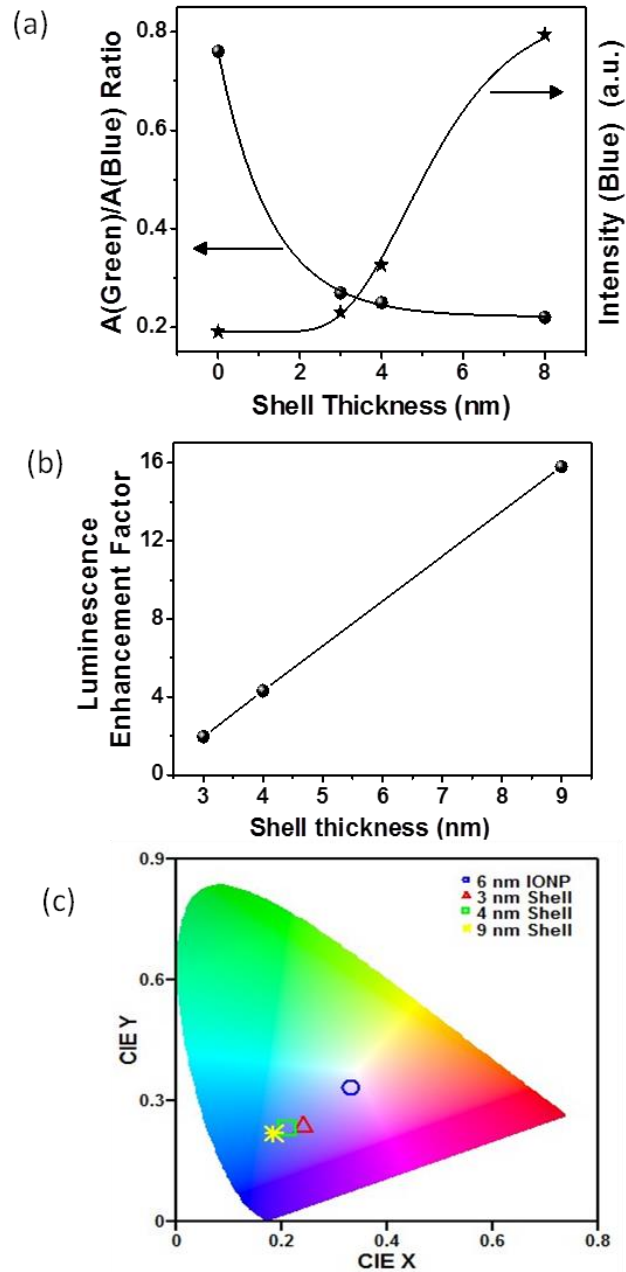 (a)
A(Green)/A(Blue) Ratio
0.8
0.6
0.4
0.2
0 2 4 6 8
Shell Thickness (nm)
Intensity (Blue) (a.u.)
(b)
Luminescence
Enhancement Factor
16
12
8
4
0
3 4 5 6 7 8 9
Shell thickness (nm)
(c)
CIE Y
0.9
0.6
0.3
0
6 nm IONP
3 nm Shell
4 nm Shell
9 nm Shell
0 0.2 0.4 0.6 0.8
CIE X